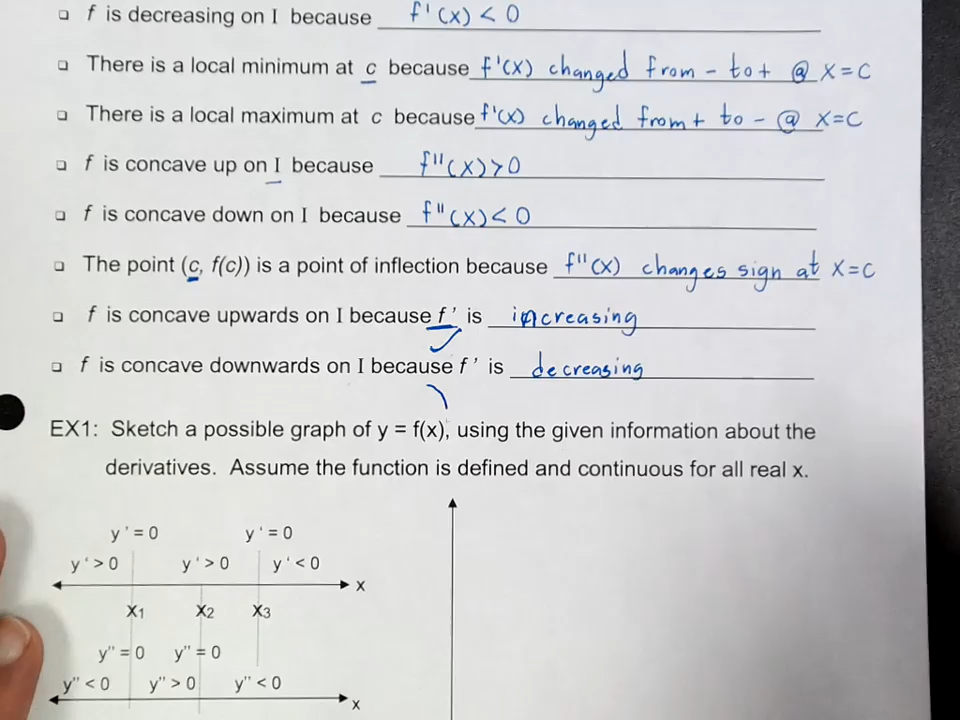 ❑ f is decreasing on I because f'(x) < 0
❑ There is a local minimum at c because f'(x) changed from - to + @ x=c
❑ There is a local maximum at c because f'(x) changed from + to - @ x=c
❑ f is concave up on I because f''(x)>0
❑ f is concave down on I because f''(x)<0
❑ The point (c, f(c)) is a point of inflection because f''(x) changes sign at x=c
❑ f is concave upwards on I because f' is increasing
❑ f is concave downwards on I because f' is decreasing
EX1: Sketch a possible graph of y = f(x), using the given information about the
derivatives. Assume the function is defined and continuous for all real x.
y' = 0 y' = 0
y' > 0 y' > 0 y' < 0
x
x1 x2 x3
y'' = 0 y'' = 0
y'' < 0 y'' > 0 y'' < 0
x